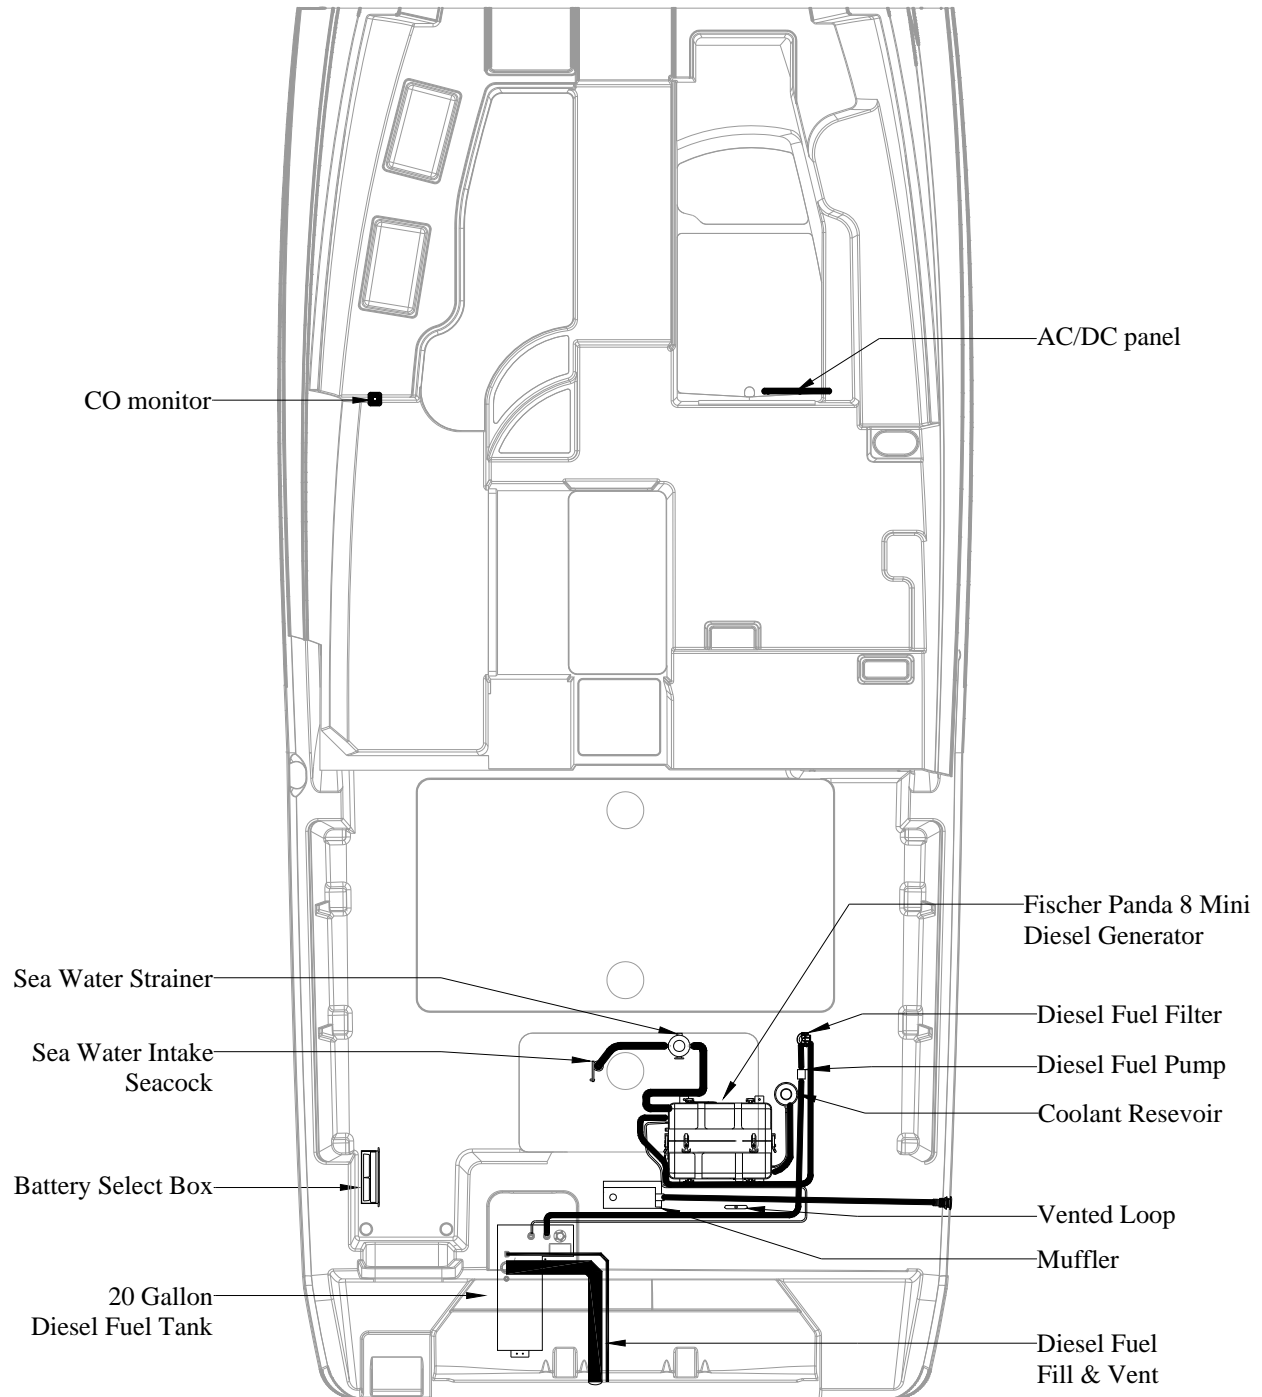 AC/DC panel
CO monitor
Fischer Panda 8 Mini
Diesel Generator
Sea Water Strainer
Diesel Fuel Filter
Sea Water Intake
Seacock
Diesel Fuel Pump
Coolant Resevoir
Battery Select Box
Vented Loop
Muffler
20 Gallon
Diesel Fuel Tank
Diesel Fuel
Fill & Vent